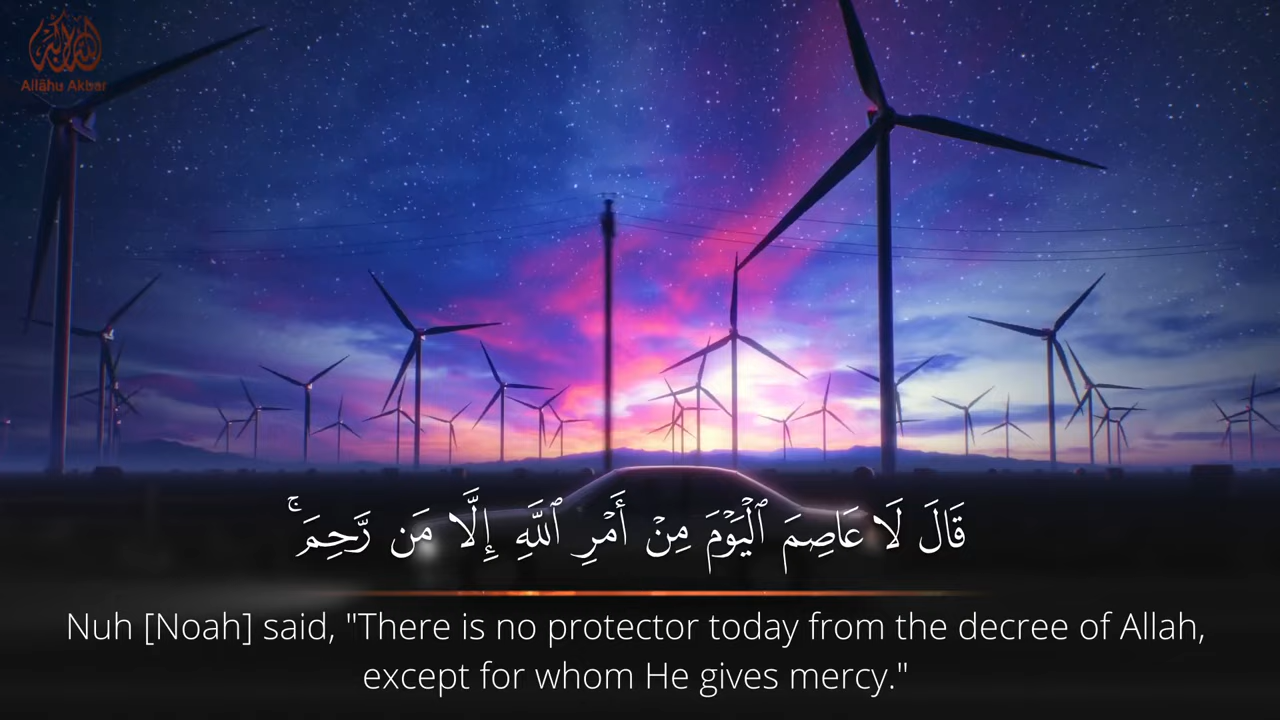 Allāhu Akbar
قَالَ لَا عَاصِمَ ٱلْيَوْمَ مِنْ أَمْرِ ٱللَّهِ إِلَّا مَن رَّحِمَ ۚ
Nuh [Noah] said, "There is no protector today from the decree of Allah,
except for whom He gives mercy."